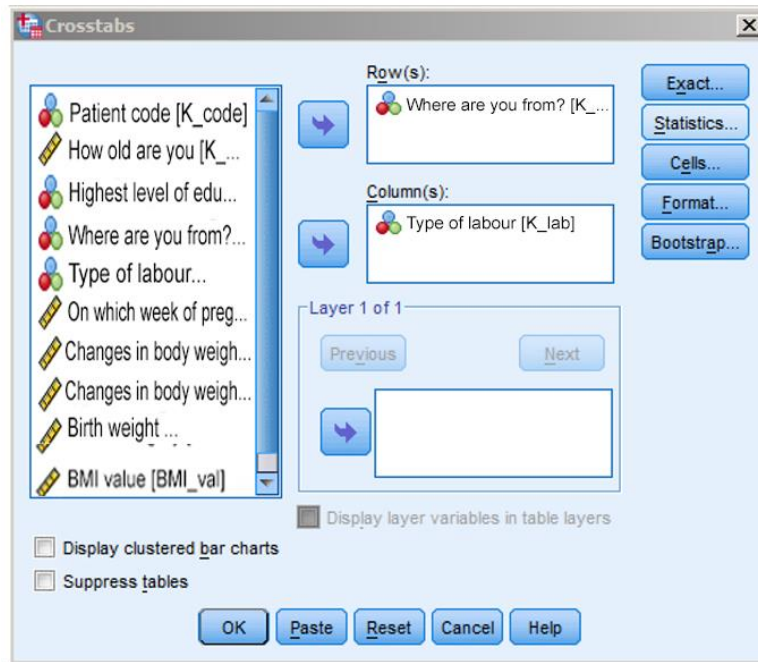 Crosstabs
Patient code [K_code]
How old are you [K_...
Highest level of edu...
Where are you from?...
Type of labour...
On which week of preg...
Changes in body weigh...
Changes in body weigh...
Birth weight ...
BMI value [BMI_val]
Row(s):
Where are you from? [K_...
Column(s):
Type of labour [K_lab]
Layer 1 of 1
Previous
Next
Display layer variables in table layers
Exact...
Statistics...
Cells...
Format...
Bootstrap...
Display clustered bar charts
Suppress tables
OK
Paste
Reset
Cancel
Help